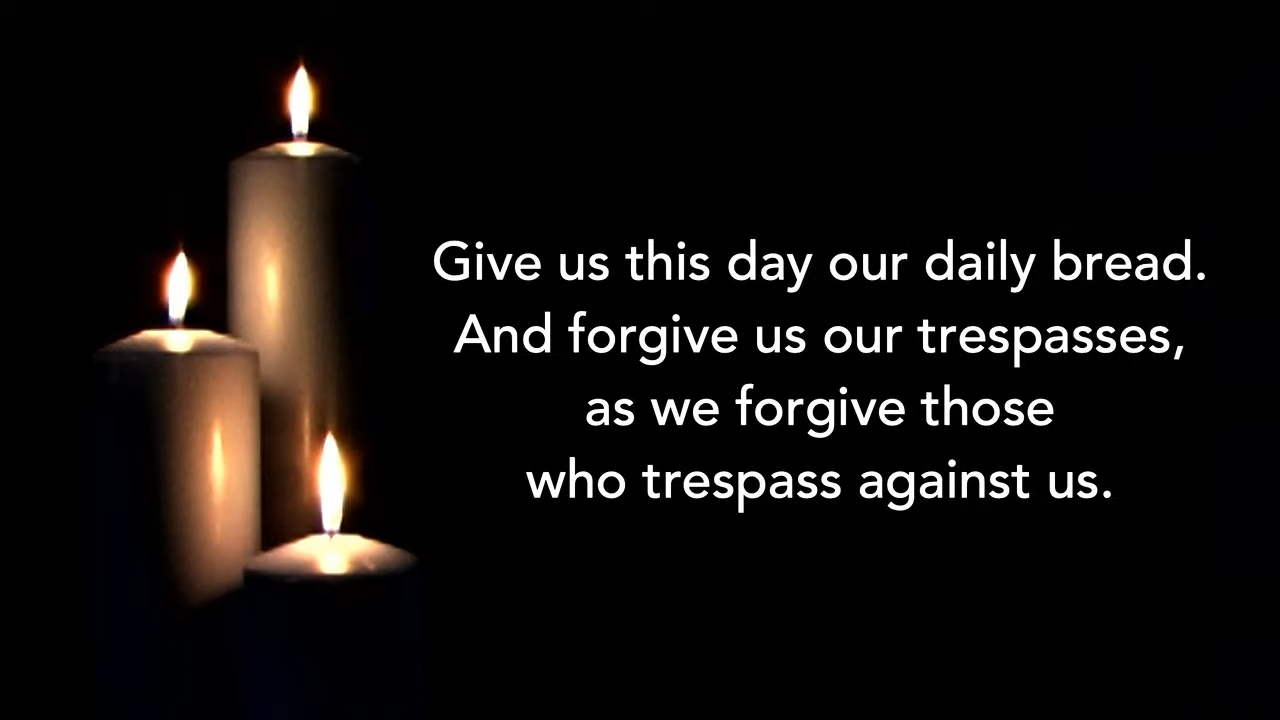 Give us this day our daily bread.
And forgive us our trespasses,
as we forgive those
who trespass against us.